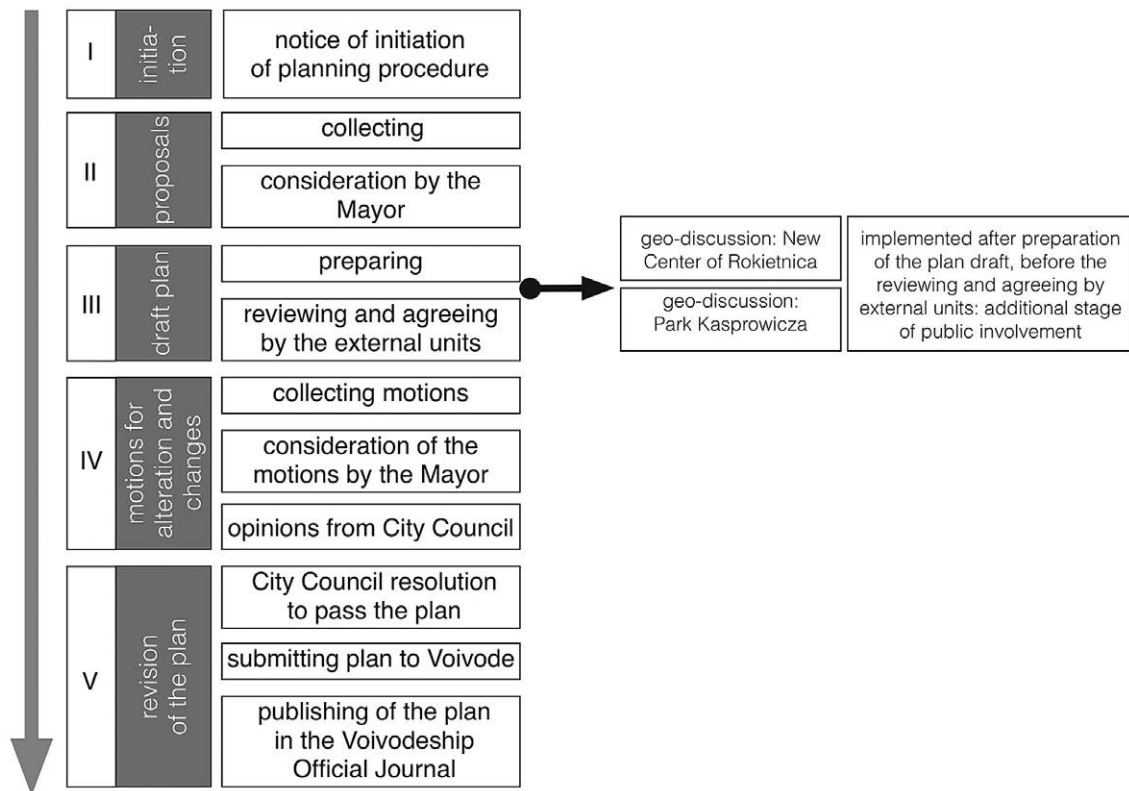 I
initia-
tion
notice of initiation
of planning procedure
II
proposals
collecting
consideration by the
Mayor
III
draft plan
preparing
reviewing and agreeing
by the external units
geo-discussion: New
Center of Rokietnica
geo-discussion:
Park Kasprowicza
implemented after preparation
of the plan draft, before the
reviewing and agreeing by
external units: additional stage
of public involvement
IV
motions for
alteration and
changes
collecting motions
consideration of the
motions by the Mayor
opinions from City Council
V
revision
of the plan
City Council resolution
to pass the plan
submitting plan to Voivode
publishing of the plan
in the Voivodeship
Official Journal